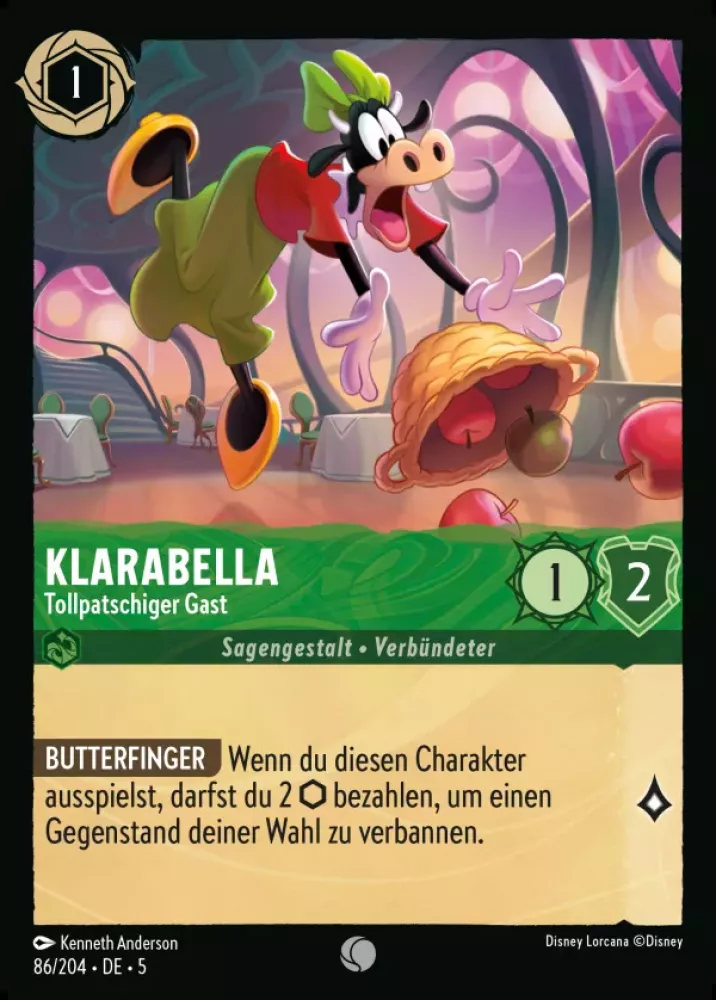 1
KLARABELLA
Tollpatschiger Gast
1
2
Sagengestalt • Verbündeter
BUTTERFINGER Wenn du diesen Charakter
ausspielst, darfst du 2 ⬡ bezahlen, um einen
Gegenstand deiner Wahl zu verbannen.
Kenneth Anderson
Disney Lorcana ©Disney
86/204 • DE • 5